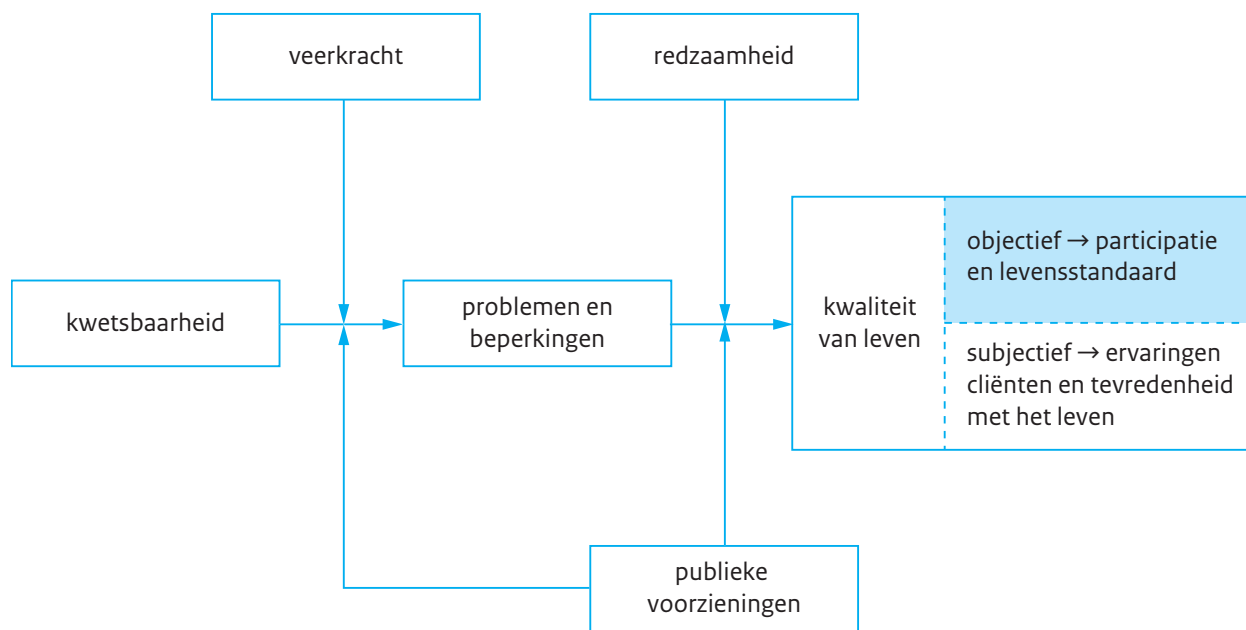 veerkracht
redzaamheid
kwetsbaarheid
problemen en
beperkingen
kwaliteit
van leven
objectief → participatie
en levensstandaard
subjectief → ervaringen
cliënten en tevredenheid
met het leven
publieke
voorzieningen